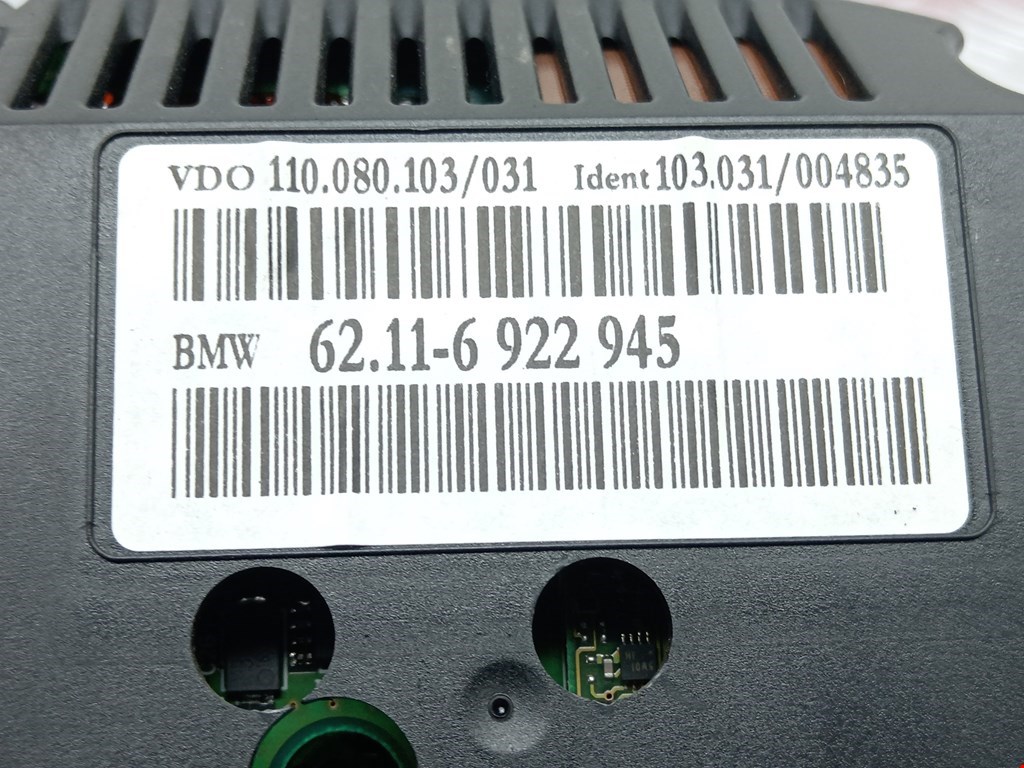 VDO 110.080.103/031 Ident 103.031/004835
BMW 62.11-6 922 945